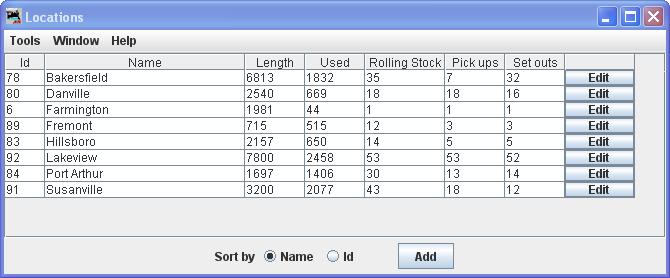 Locations
Tools Window Help
Id Name Length Used Rolling Stock Pick ups Set outs
78 Bakersfield 6813 1832 35 7 32 Edit
80 Danville 2540 669 18 18 16 Edit
6 Farmington 1981 44 1 1 1 Edit
89 Fremont 715 515 12 3 3 Edit
83 Hillsboro 2157 650 14 5 5 Edit
92 Lakeview 7800 2458 53 53 52 Edit
84 Port Arthur 1697 1406 30 13 14 Edit
91 Susanville 3200 2077 43 18 12 Edit
Sort by Name Id Add